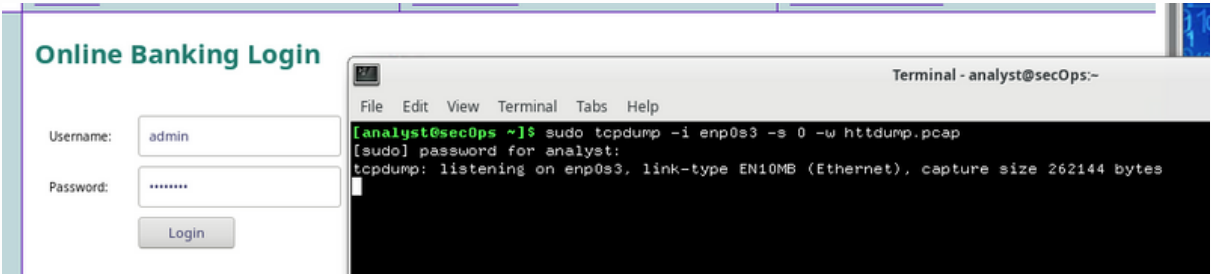 Online Banking Login
Username:
admin
Password:
••••••••
Login
Terminal - analyst@secOps:~
File Edit View Terminal Tabs Help
[analyst@secOps ~]$ sudo tcpdump -i enp0s3 -s 0 -w httdump.pcap
[sudo] password for analyst:
tcpdump: listening on enp0s3, link-type EN10MB (Ethernet), capture size 262144 bytes